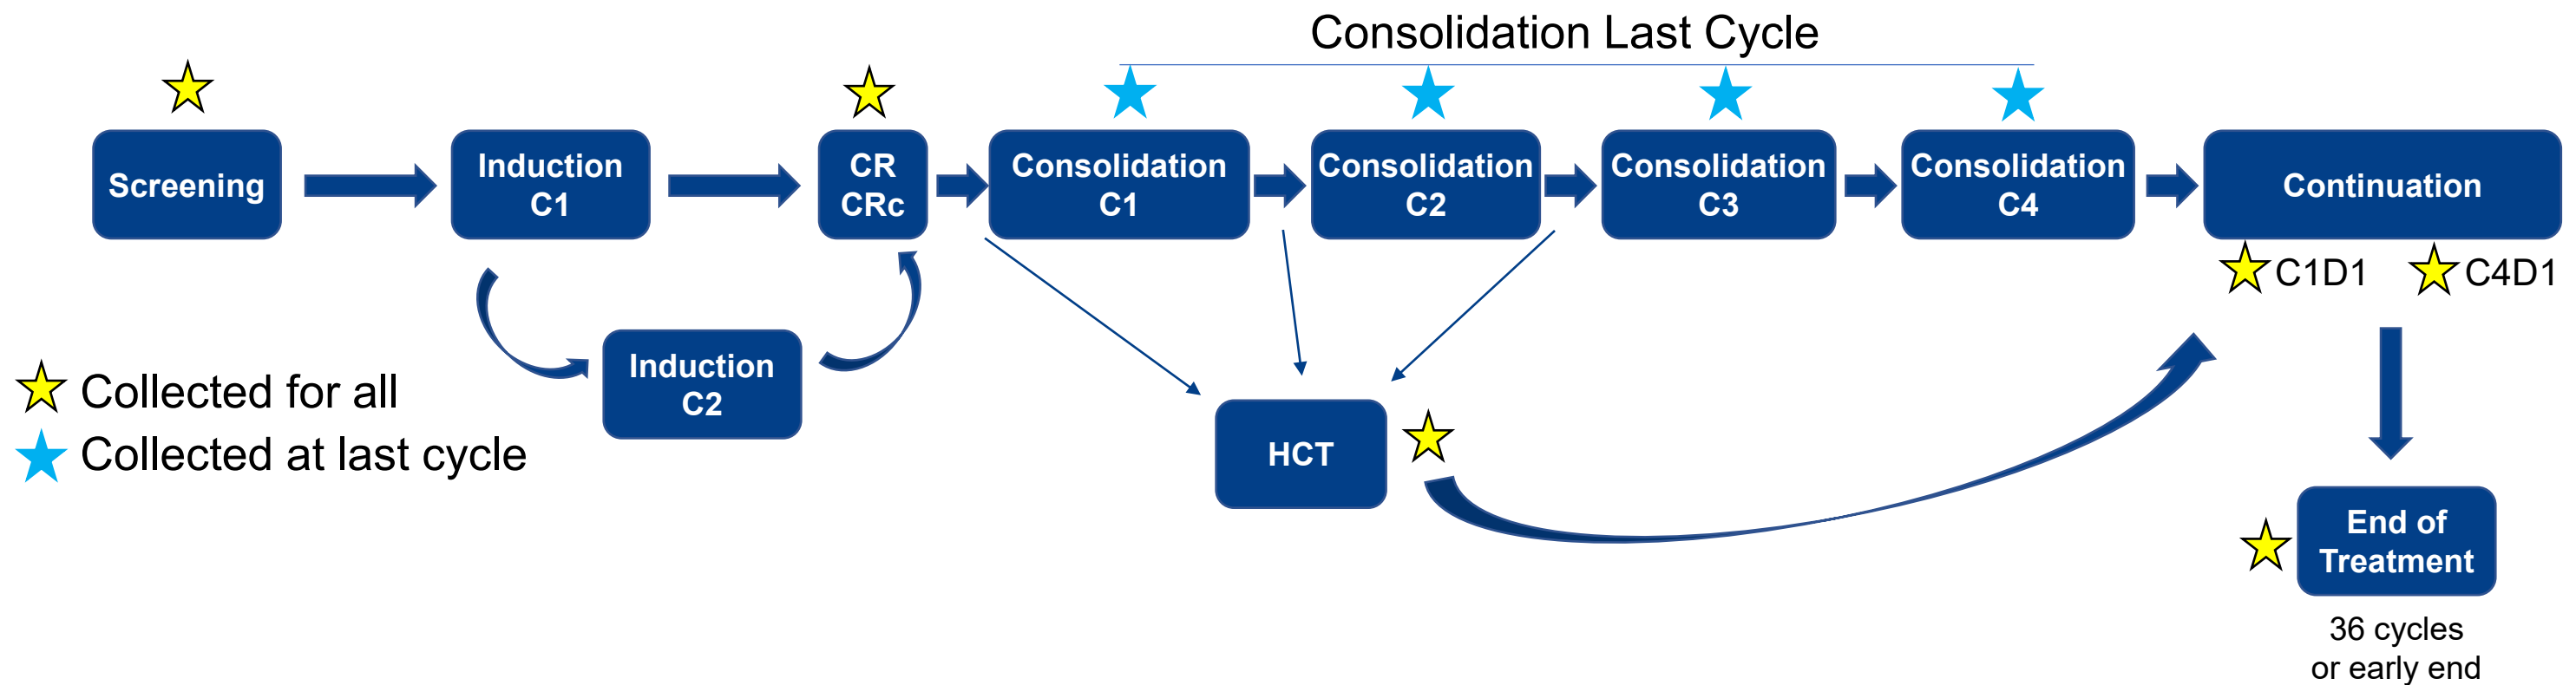 Consolidation Last Cycle
Screening
Induction
C1
CR
CRc
Consolidation
C1
Consolidation
C2
Consolidation
C3
Consolidation
C4
Continuation
C1D1
C4D1
Induction
C2
Collected for all
Collected at last cycle
HCT
End of
Treatment
36 cycles
or early end